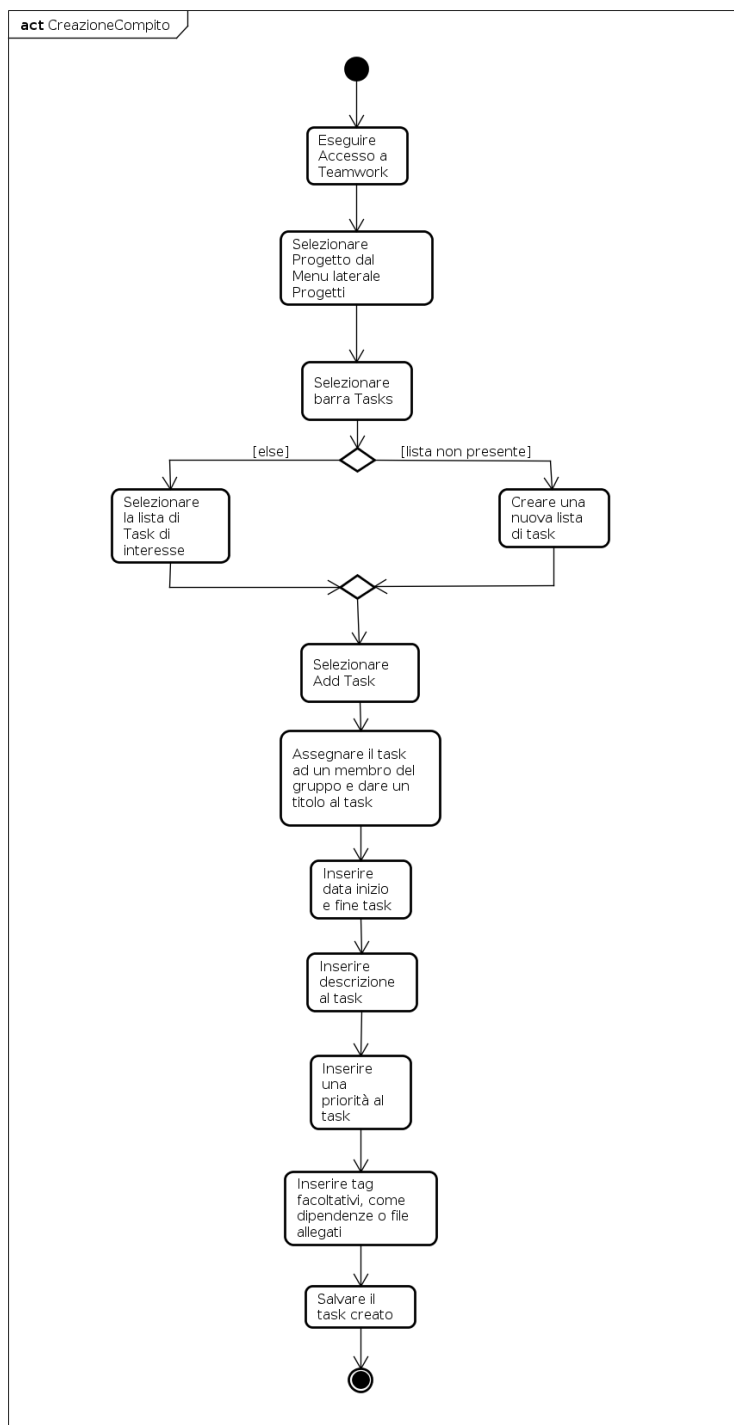 act CreazioneCompito
Eseguire
Accesso a
Teamwork
Selezionare
Progetto dal
Menu laterale
Progetti
Selezionare
barra Tasks
[else]
[lista non presente]
Selezionare
la lista di
Task di
interesse
Creare una
nuova lista
di task
Selezionare
Add Task
Assegnare il task
ad un membro del
gruppo e dare un
titolo al task
Inserire
data inizio
e fine task
Inserire
descrizione
al task
Inserire
una
priorità al
task
Inserire tag
facoltativi, come
dipendenze o file
allegati
Salvare il
task creato